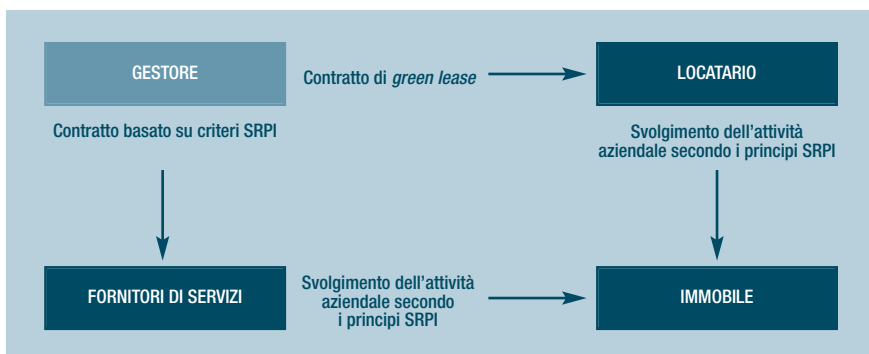 GESTORE
Contratto di green lease
LOCATARIO
Contratto basato su criteri SRPI
Svolgimento dell'attività
aziendale secondo i principi SRPI
FORNITORI DI SERVIZI
Svolgimento dell'attività
aziendale secondo
i principi SRPI
IMMOBILE